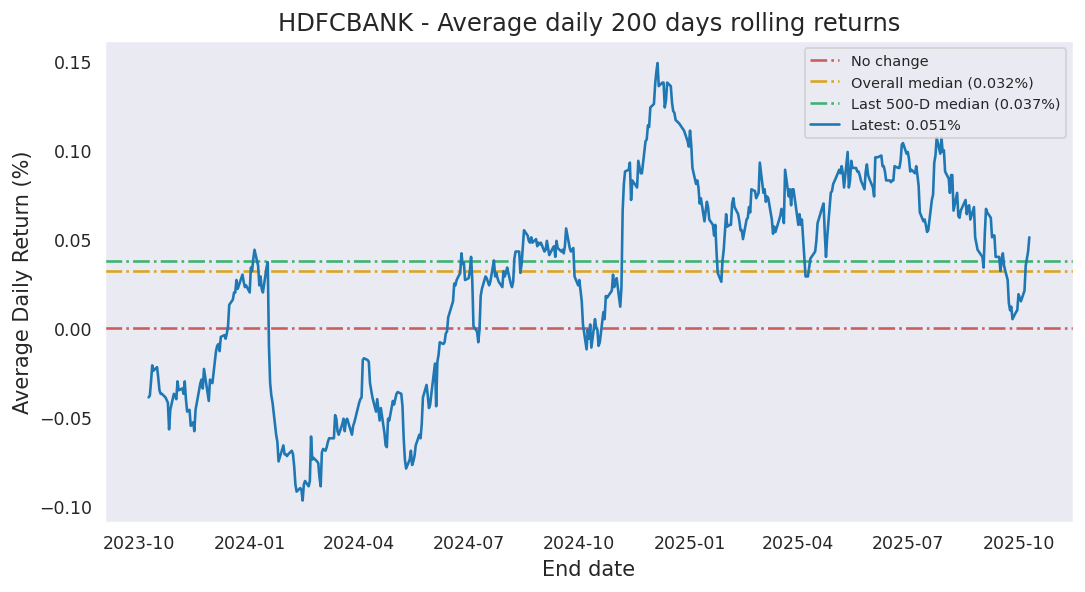 HDFCBANK - Average daily 200 days rolling returns
No change
Overall median (0.032%)
Last 500-D median (0.037%)
Latest: 0.051%
Average Daily Return (%)
0.15
0.10
0.05
0.00
−0.05
−0.10
2023-10 2024-01 2024-04 2024-07 2024-10 2025-01 2025-04 2025-07 2025-10
End date